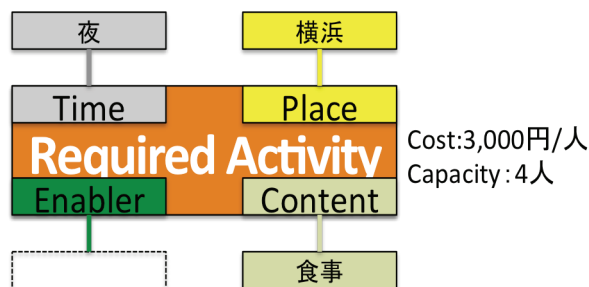 夜
横浜
Time
Place
Required Activity
Cost:3,000円/人
Capacity：4人
Enabler
Content
食事